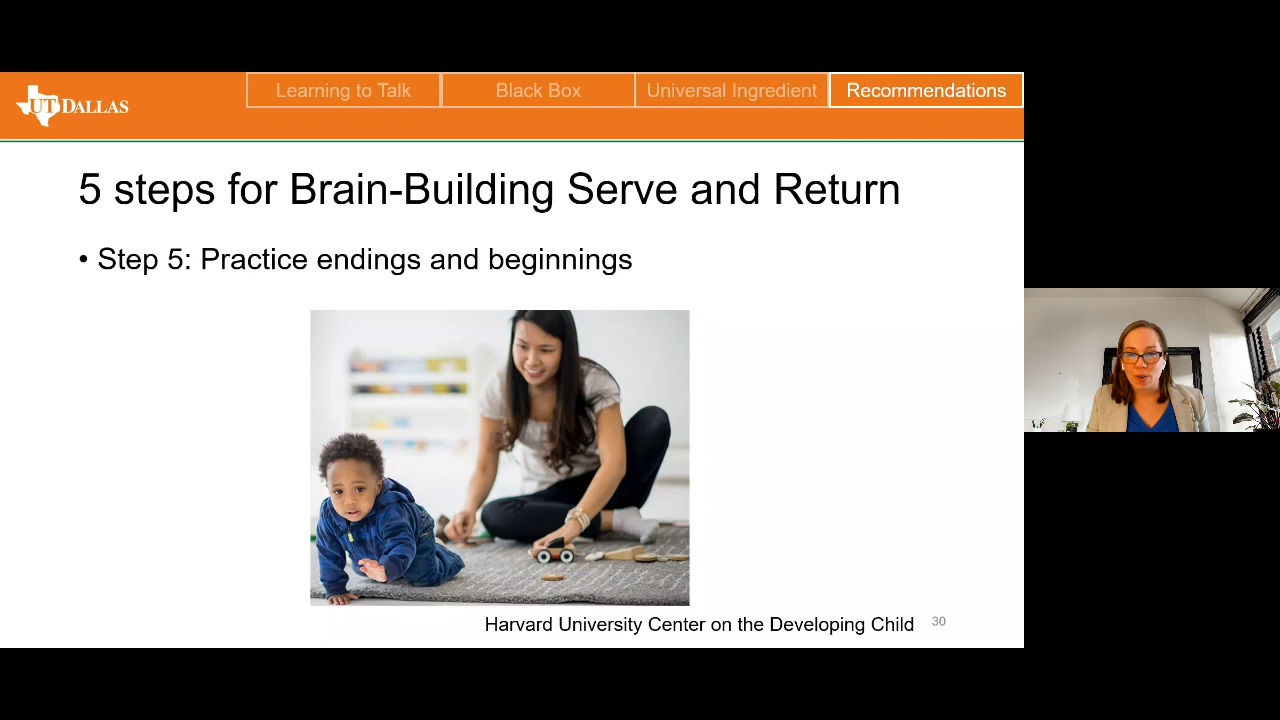 UT DALLAS
Learning to Talk
Black Box
Universal Ingredient
Recommendations
5 steps for Brain-Building Serve and Return
• Step 5: Practice endings and beginnings
Harvard University Center on the Developing Child
30